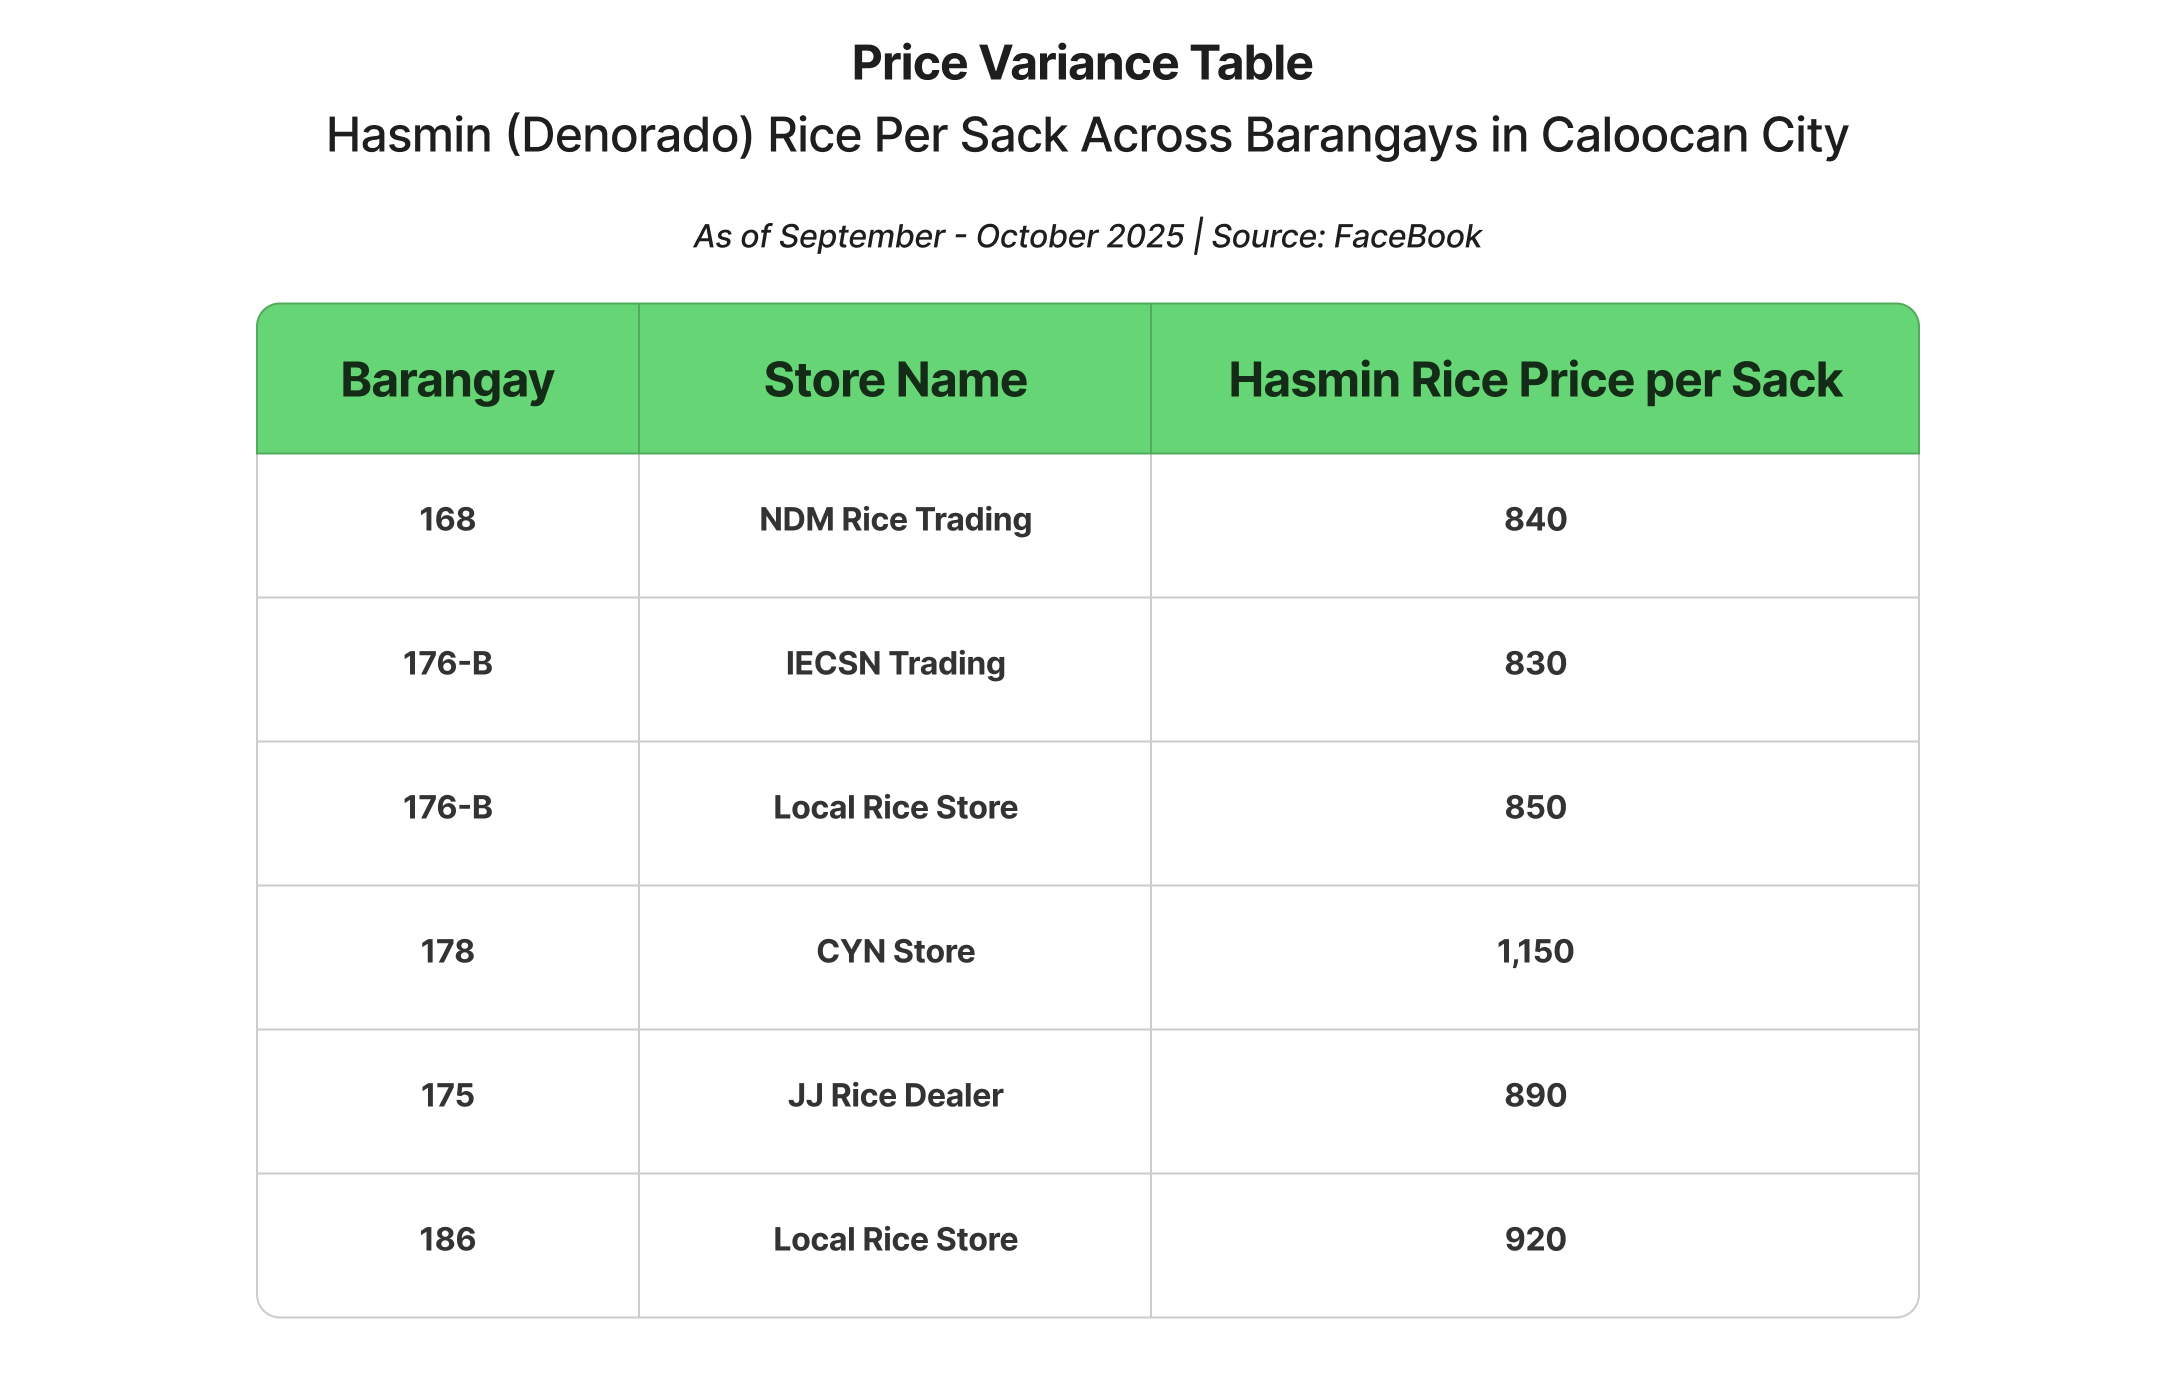 Price Variance Table
Hasmin (Denorado) Rice Per Sack Across Barangays in Caloocan City
As of September - October 2025 | Source: FaceBook
Barangay Store Name Hasmin Rice Price per Sack
168 NDM Rice Trading 840
176-B IECSN Trading 830
176-B Local Rice Store 850
178 CYN Store 1,150
175 JJ Rice Dealer 890
186 Local Rice Store 920